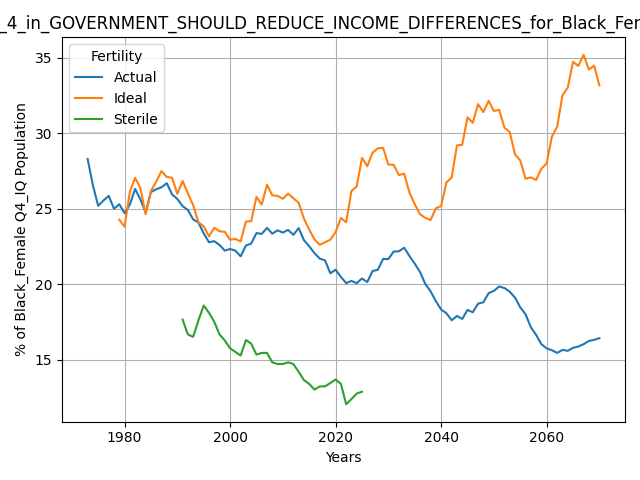 _4_in_GOVERNMENT_SHOULD_REDUCE_INCOME_DIFFERENCES_for_Black_Fer
Fertility
Actual
Ideal
Sterile
% of Black_Female Q4_IQ Population
35
30
25
20
15
1980
2000
2020
2040
2060
Years